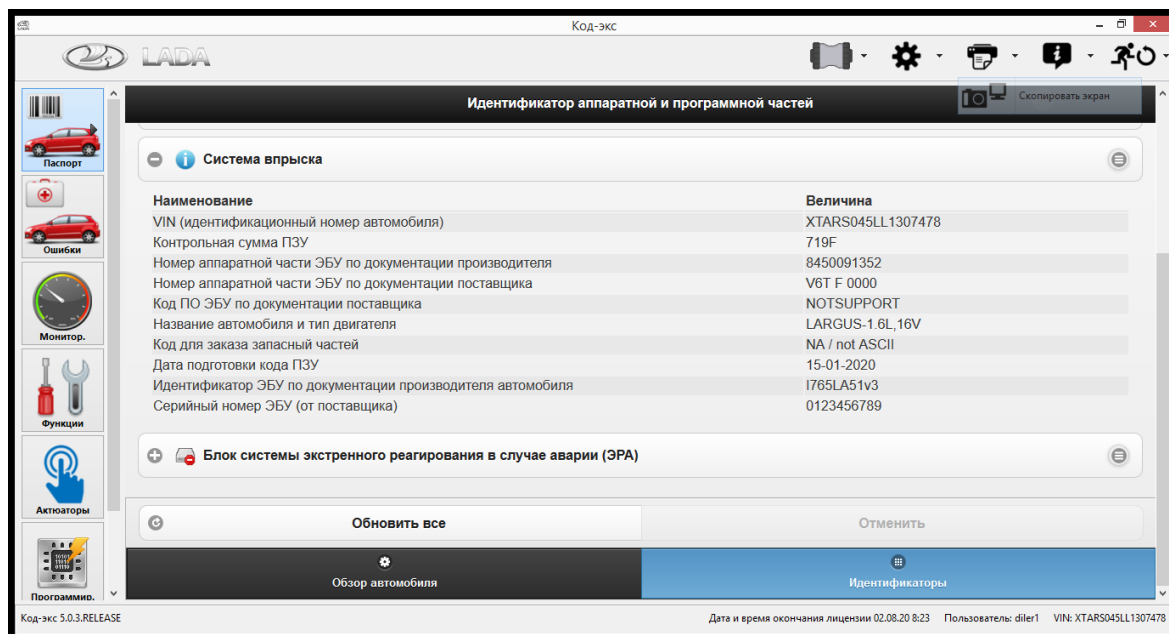 Код-экс
LADA
Идентификатор аппаратной и программной частей
Скопировать экран
Паспорт
Ошибки
Монитор.
Функции
Актюаторы
Программир.
Система впрыска
Наименование Величина
VIN (идентификационный номер автомобиля) XTARS045LL1307478
Контрольная сумма ПЗУ 719F
Номер аппаратной части ЭБУ по документации производителя 8450091352
Номер аппаратной части ЭБУ по документации поставщика V6T F 0000
Код ПО ЭБУ по документации поставщика NOTSUPPORT
Название автомобиля и тип двигателя LARGUS-1.6L,16V
Код для заказа запасный частей NA / not ASCII
Дата подготовки кода ПЗУ 15-01-2020
Идентификатор ЭБУ по документации производителя автомобиля I765LA51v3
Серийный номер ЭБУ (от поставщика) 0123456789
Блок системы экстренного реагирования в случае аварии (ЭРА)
Обновить все Отменить
Обзор автомобиля Идентификаторы
Код-экс 5.0.3.RELEASE Дата и время окончания лицензии 02.08.20 8:23 Пользователь: diler1 VIN: XTARS045LL1307478